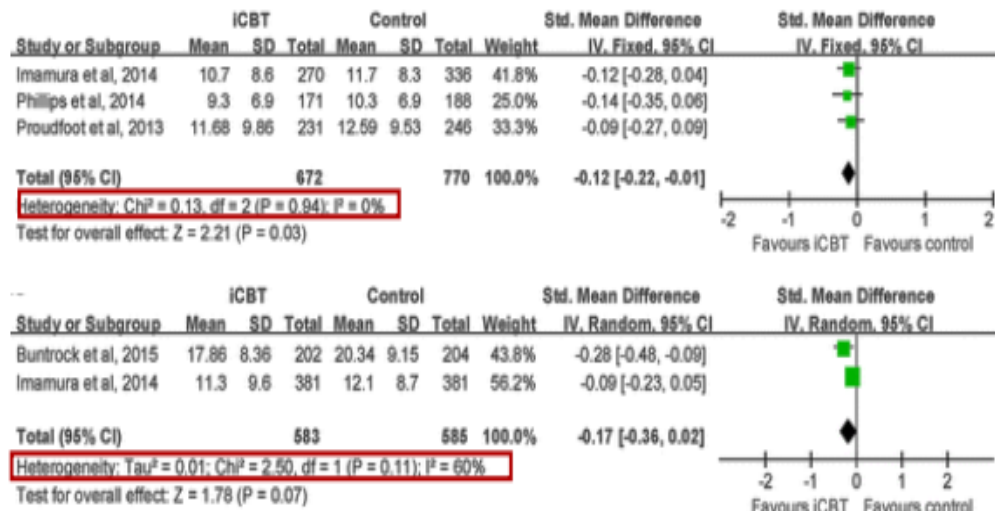 iCBT Control Std. Mean Difference Std. Mean Difference
Study or Subgroup Mean SD Total Mean SD Total Weight IV, Fixed, 95% CI IV, Fixed, 95% CI
Imamura et al, 2014 10.7 8.6 270 11.7 8.3 336 41.8% -0.12 [-0.28, 0.04]
Phillips et al, 2014 9.3 6.9 171 10.3 6.9 188 25.0% -0.14 [-0.35, 0.06]
Proudfoot et al, 2013 11.68 9.86 231 12.59 9.53 246 33.3% -0.09 [-0.27, 0.09]
Total (95% CI) 672 770 100.0% -0.12 [-0.22, -0.01]
Heterogeneity: Chi² = 0.13, df = 2 (P = 0.94); I² = 0%
Test for overall effect: Z = 2.21 (P = 0.03)
-2 -1 0 1 2
Favours iCBT Favours control
iCBT Control Std. Mean Difference Std. Mean Difference
Study or Subgroup Mean SD Total Mean SD Total Weight IV, Random, 95% CI IV, Random, 95% CI
Buntrock et al, 2015 17.86 8.36 202 20.34 9.15 204 43.8% -0.28 [-0.48, -0.09]
Imamura et al, 2014 11.3 9.6 381 12.1 8.7 381 56.2% -0.09 [-0.23, 0.05]
Total (95% CI) 583 585 100.0% -0.17 [-0.36, 0.02]
Heterogeneity: Tau² = 0.01; Chi² = 2.50, df = 1 (P = 0.11); I² = 60%
Test for overall effect: Z = 1.78 (P = 0.07)
-2 -1 0 1 2
Favours iCBT Favours control